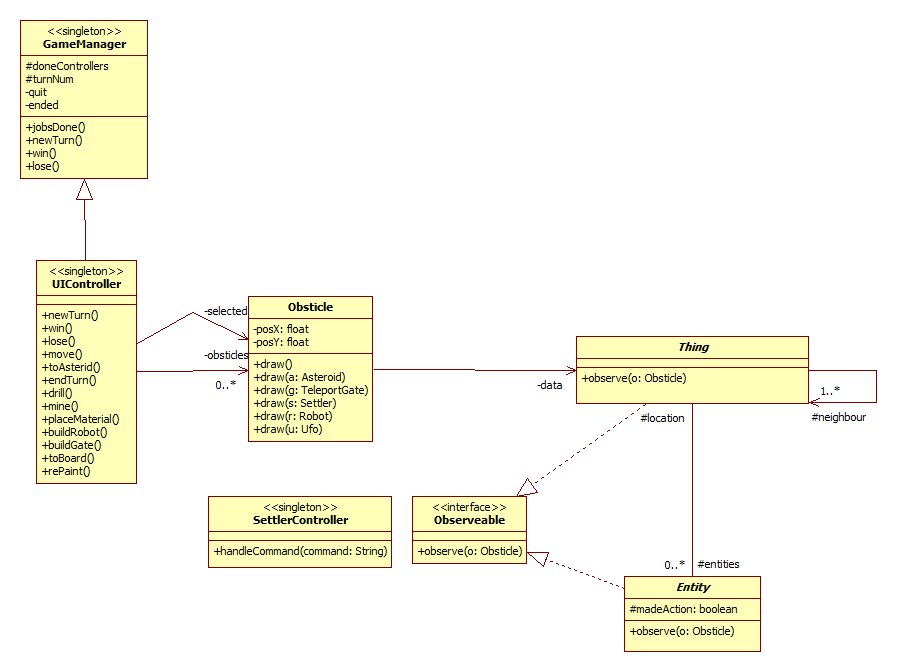 <<singleton>>
GameManager
#doneControllers
#turnNum
-quit
-ended
+jobsDone()
+newTurn()
+win()
+lose()
<<singleton>>
UIController
+newTurn()
+win()
+lose()
+move()
+toAsterid()
+endTurn()
+drill()
+mine()
+placeMaterial()
+buildRobot()
+buildGate()
+toBoard()
+rePaint()
-selected
-obsticles
0..*
Obsticle
-posX: float
-posY: float
+draw()
+draw(a: Asteroid)
+draw(g: TeleportGate)
+draw(s: Settler)
+draw(r: Robot)
+draw(u: Ufo)
-data
Thing
+observe(o: Obsticle)
1..*
#neighbour
#location
<<singleton>>
SettlerController
+handleCommand(command: String)
<<interface>>
Observeable
+observe(o: Obsticle)
0..*
#entities
Entity
#madeAction: boolean
+observe(o: Obsticle)